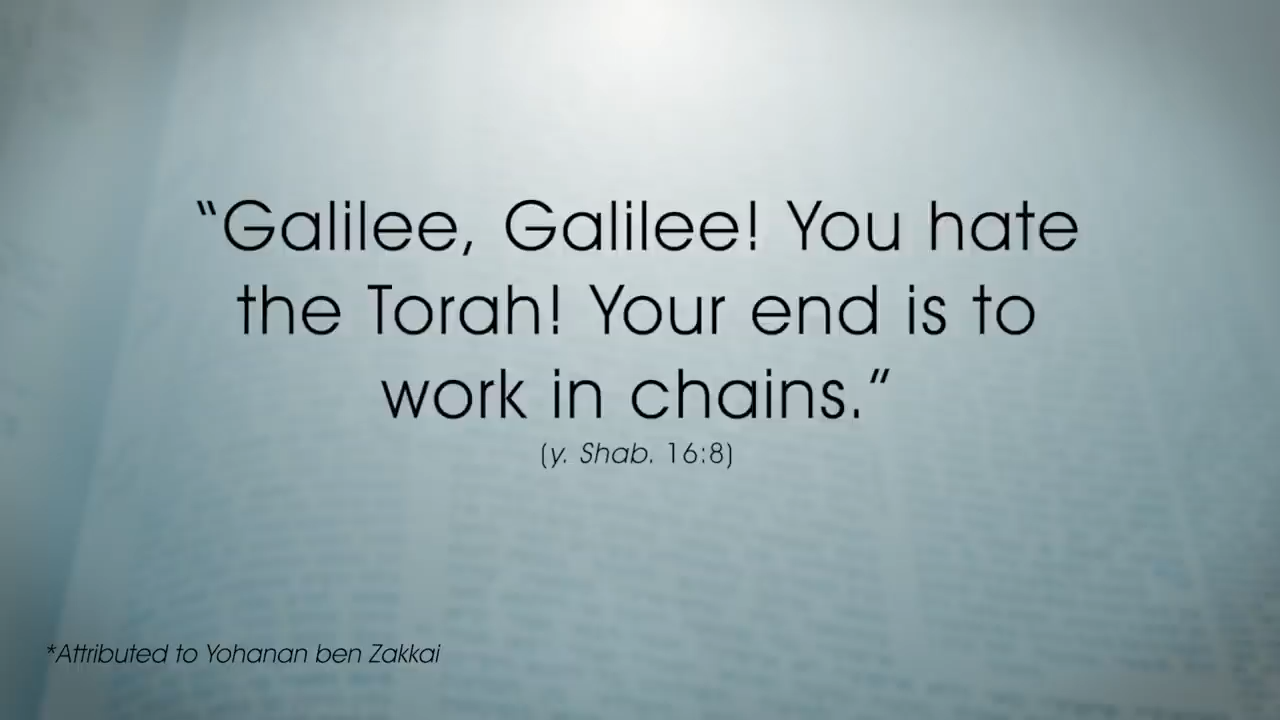 “Galilee, Galilee! You hate
the Torah! Your end is to
work in chains.”
(y. Shab. 16:8)
*Attributed to Yohanan ben Zakkai